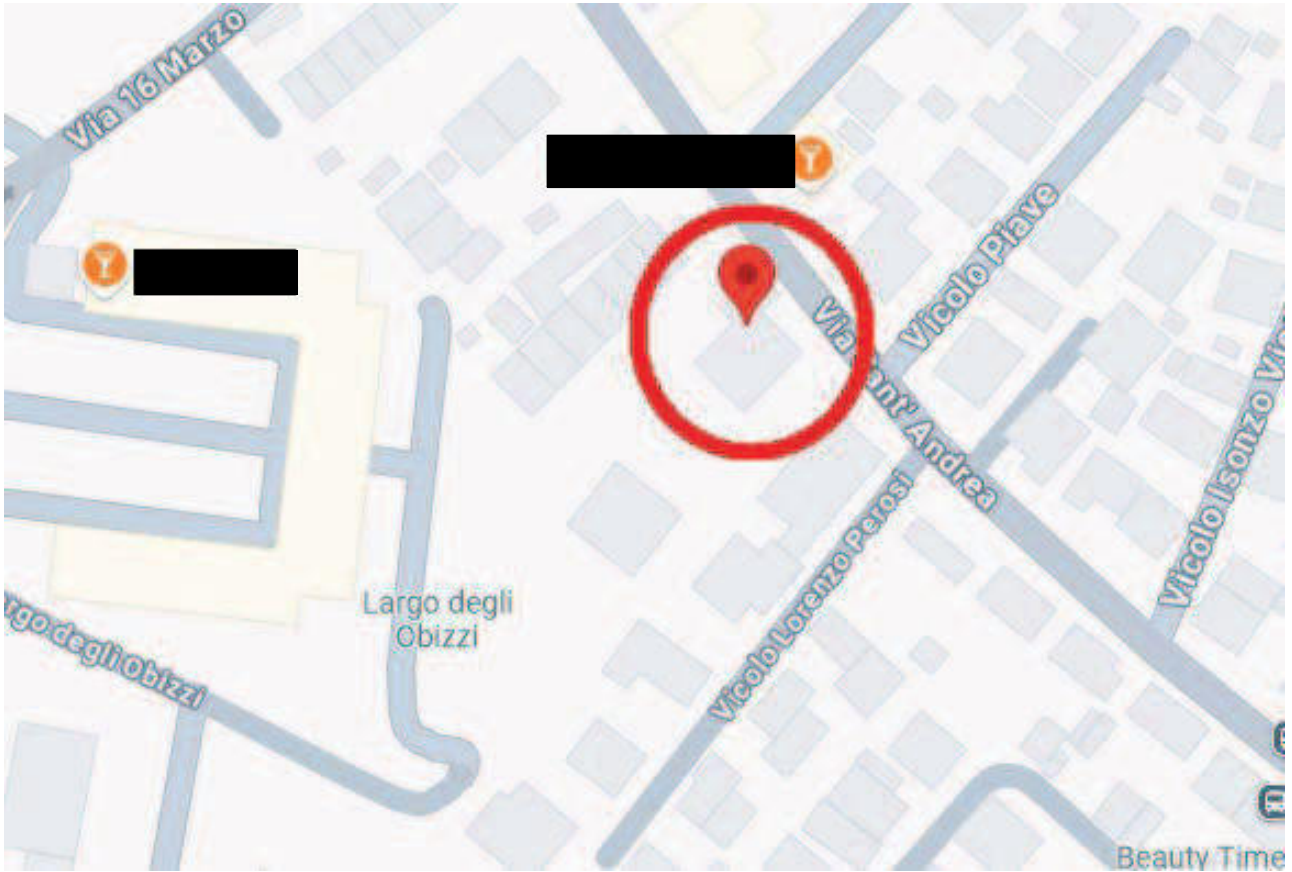 Via 16 Marzo
Vicolo Piave
Via Sant' Andrea
Vicolo Isonzo
Vicolo Lorenzo Perosi
Largo degli
Obizzi
degli Obizzi
Beauty Time